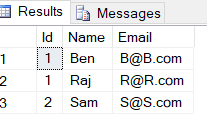 Results Messages
Id Name Email
1 1 Ben B@B.com
2 1 Raj R@R.com
3 2 Sam S@S.com